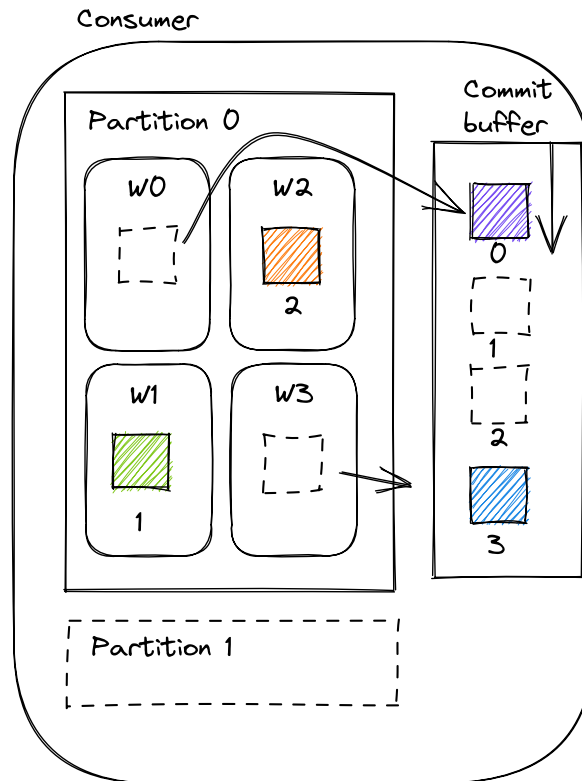 Consumer
Commit
buffer
Partition 0
W0
W2
2
W1
1
W3
0
1
2
3
Partition 1